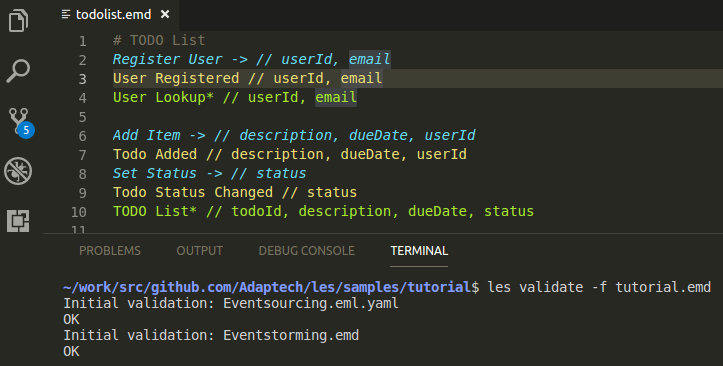 todolist.emd ×
1 # TODO List
2 Register User -> // userId, email
3 User Registered // userId, email
4 User Lookup* // userId, email
5
6 Add Item -> // description, dueDate, userId
7 Todo Added // description, dueDate, userId
8 Set Status -> // status
9 Todo Status Changed // status
10 TODO List* // todoId, description, dueDate, status
11
5
PROBLEMS OUTPUT DEBUG CONSOLE TERMINAL
~/work/src/github.com/Adaptech/les/samples/tutorial$ les validate -f tutorial.emd
Initial validation: Eventsourcing.eml.yaml
OK
Initial validation: Eventstorming.emd
OK